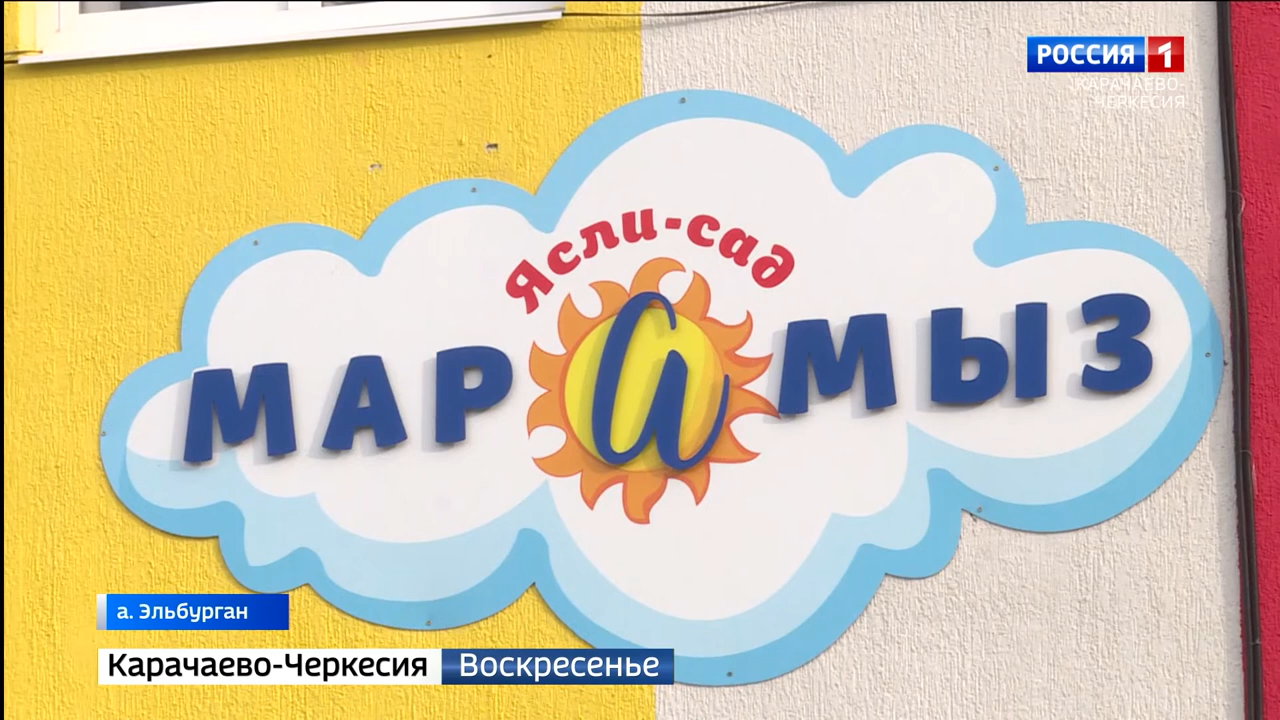 РОССИЯ 1
КАРАЧАЕВО-
ЧЕРКЕСИЯ
Ясли-сад
МАРАМЫЗ
а. Эльбурган
Карачаево-Черкесия Воскресенье